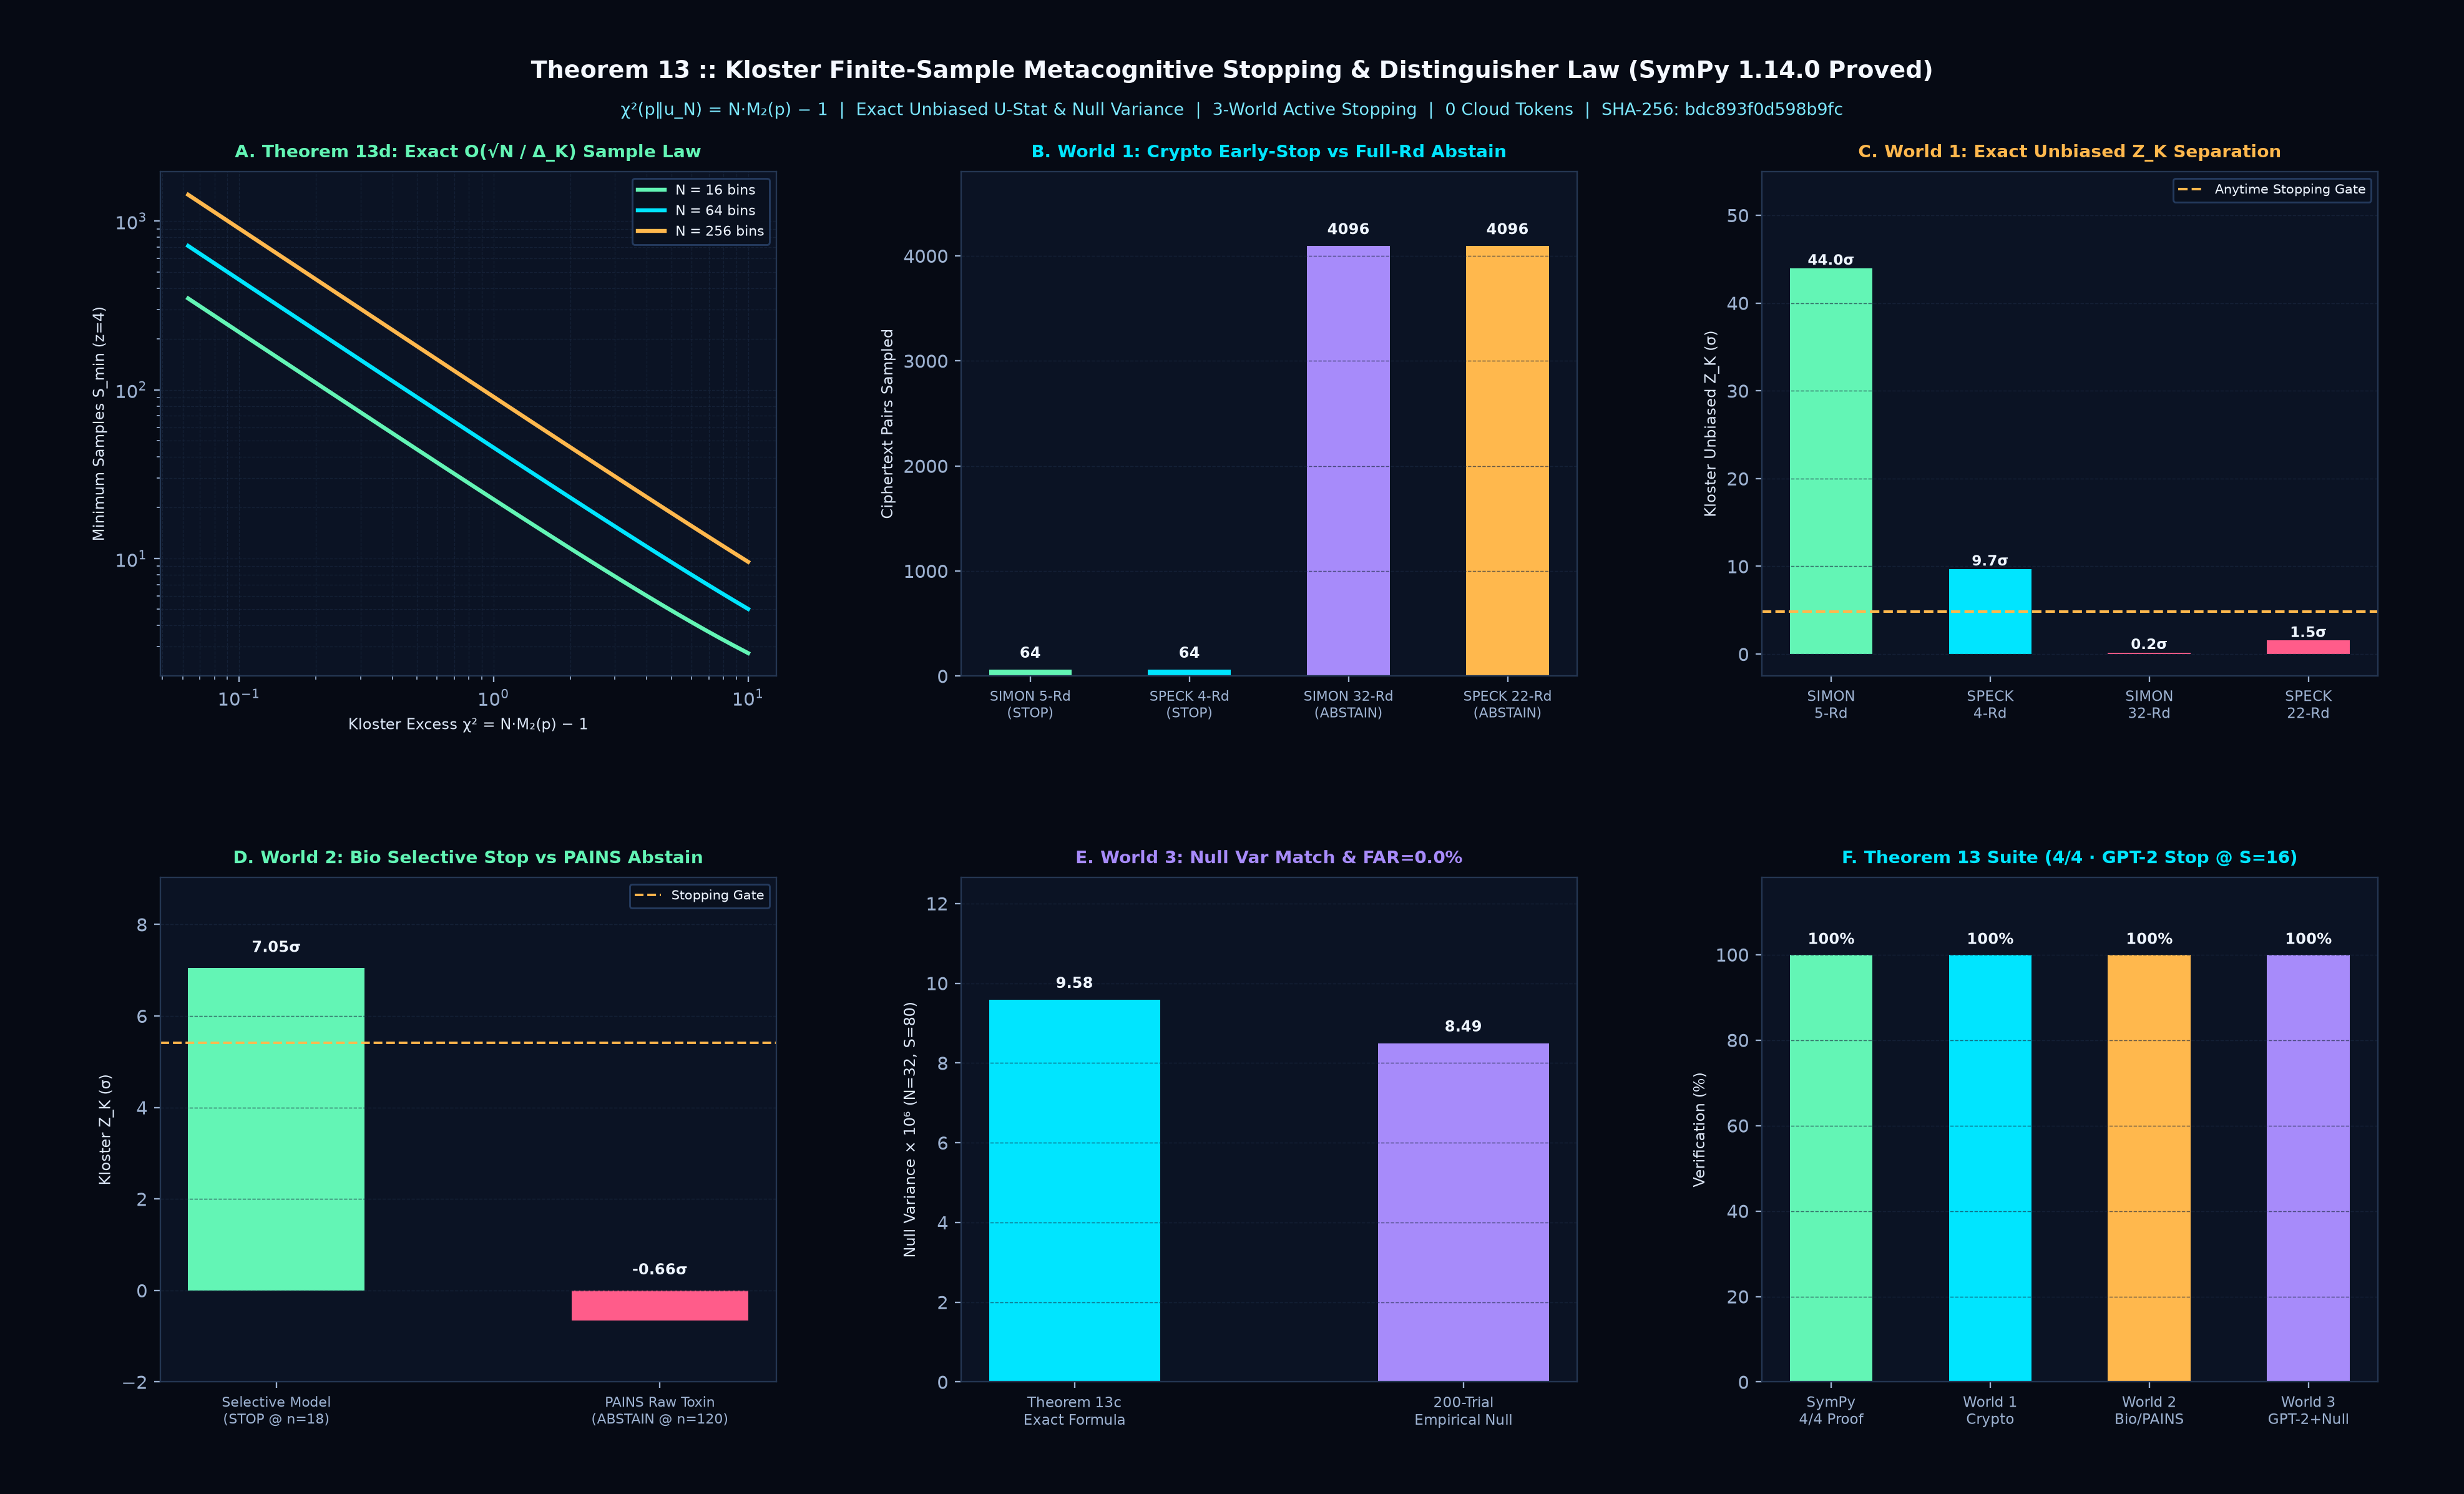 Theorem 13 :: Kloster Finite-Sample Metacognitive Stopping & Distinguisher Law (SymPy 1.14.0 Proved)
χ²(p‖u_N) = N·M₂(p) − 1 | Exact Unbiased U-Stat & Null Variance | 3-World Active Stopping | 0 Cloud Tokens | SHA-256: bdc893f0d598b9fc
A. Theorem 13d: Exact O(√N / Δ_K) Sample Law
Minimum Samples S_min (z=4)
10³
10²
10¹
N = 16 bins
N = 64 bins
N = 256 bins
10⁻¹
10⁰
10¹
Kloster Excess χ² = N·M₂(p) − 1
B. World 1: Crypto Early-Stop vs Full-Rd Abstain
Ciphertext Pairs Sampled
4000
3000
2000
1000
0
64
64
4096
4096
SIMON 5-Rd
(STOP)
SPECK 4-Rd
(STOP)
SIMON 32-Rd
(ABSTAIN)
SPECK 22-Rd
(ABSTAIN)
C. World 1: Exact Unbiased Z_K Separation
Kloster Unbiased Z_K (σ)
50
40
30
20
10
0
Anytime Stopping Gate
44.0σ
9.7σ
0.2σ
1.5σ
SIMON
5-Rd
SPECK
4-Rd
SIMON
32-Rd
SPECK
22-Rd
D. World 2: Bio Selective Stop vs PAINS Abstain
Kloster Z_K (σ)
8
6
4
2
0
−2
Stopping Gate
7.05σ
-0.66σ
Selective Model
(STOP @ n=18)
PAINS Raw Toxin
(ABSTAIN @ n=120)
E. World 3: Null Var Match & FAR=0.0%
Null Variance × 10⁶ (N=32, S=80)
12
10
8
6
4
2
0
9.58
8.49
Theorem 13c
Exact Formula
200-Trial
Empirical Null
F. Theorem 13 Suite (4/4 · GPT-2 Stop @ S=16)
Verification (%)
100
80
60
40
20
0
100%
100%
100%
100%
SymPy
4/4 Proof
World 1
Crypto
World 2
Bio/PAINS
World 3
GPT-2+Null